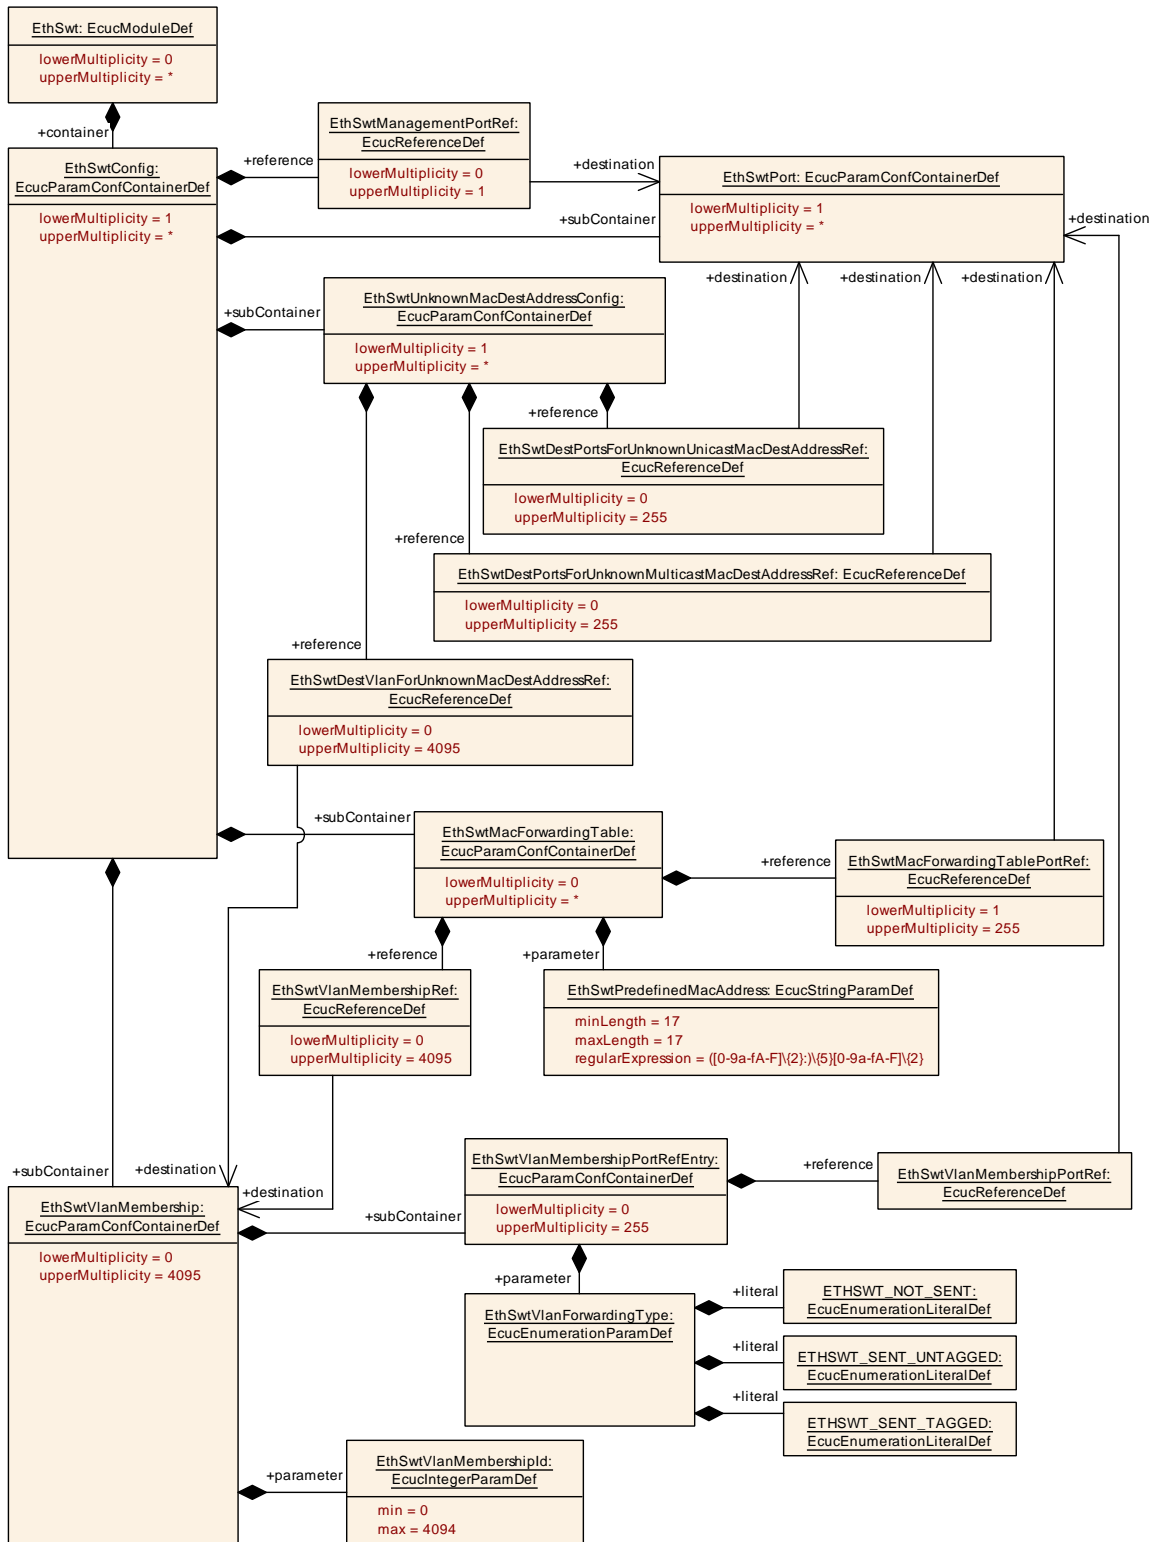 EthSwt: EcucModuleDef
lowerMultiplicity = 0
upperMultiplicity = *
+container
EthSwtConfig:
EcucParamConfContainerDef
lowerMultiplicity = 1
upperMultiplicity = *
+reference
EthSwtManagementPortRef:
EcucReferenceDef
lowerMultiplicity = 0
upperMultiplicity = 1
+destination
EthSwtPort: EcucParamConfContainerDef
lowerMultiplicity = 1
upperMultiplicity = *
+subContainer
+destination
+destination
+destination
+destination
+subContainer
EthSwtUnknownMacDestAddressConfig:
EcucParamConfContainerDef
lowerMultiplicity = 1
upperMultiplicity = *
+reference
EthSwtDestPortsForUnknownUnicastMacDestAddressRef:
EcucReferenceDef
lowerMultiplicity = 0
upperMultiplicity = 255
+reference
EthSwtDestPortsForUnknownMulticastMacDestAddressRef: EcucReferenceDef
lowerMultiplicity = 0
upperMultiplicity = 255
+reference
EthSwtDestVlanForUnknownMacDestAddressRef:
EcucReferenceDef
lowerMultiplicity = 0
upperMultiplicity = 4095
+subContainer
EthSwtMacForwardingTable:
EcucParamConfContainerDef
lowerMultiplicity = 0
upperMultiplicity = *
+reference
EthSwtMacForwardingTablePortRef:
EcucReferenceDef
lowerMultiplicity = 1
upperMultiplicity = 255
+reference
EthSwtVlanMembershipRef:
EcucReferenceDef
lowerMultiplicity = 0
upperMultiplicity = 4095
+parameter
EthSwtPredefinedMacAddress: EcucStringParamDef
minLength = 17
maxLength = 17
regularExpression = ([0-9a-fA-F]\{2}:)\{5}[0-9a-fA-F]\{2}
+subContainer
+destination
+destination
EthSwtVlanMembership:
EcucParamConfContainerDef
lowerMultiplicity = 0
upperMultiplicity = 4095
+subContainer
EthSwtVlanMembershipPortRefEntry:
EcucParamConfContainerDef
lowerMultiplicity = 0
upperMultiplicity = 255
+reference
EthSwtVlanMembershipPortRef:
EcucReferenceDef
+parameter
EthSwtVlanForwardingType:
EcucEnumerationParamDef
+literal
ETHSWT_NOT_SENT:
EcucEnumerationLiteralDef
+literal
ETHSWT_SENT_UNTAGGED:
EcucEnumerationLiteralDef
+literal
ETHSWT_SENT_TAGGED:
EcucEnumerationLiteralDef
+parameter
EthSwtVlanMembershipId:
EcucIntegerParamDef
min = 0
max = 4094